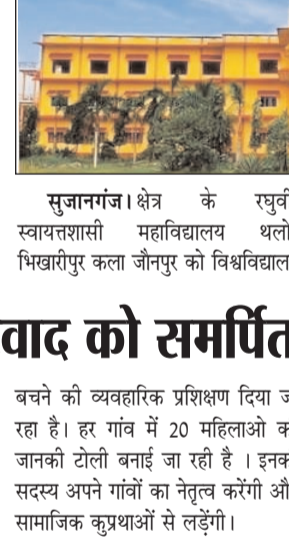 सुजानगंज। क्षेत्र के रघुवी
स्वायत्तशासी महाविद्यालय थलो
भिखारीपुर कला जौनपुर को विश्वविद्याल
वाद को समर्पित
बचने की व्यवहारिक प्रशिक्षण दिया ज
रहा है। हर गांव में 20 महिलाओ क
जानकी टोली बनाई जा रही है । इनक
सदस्य अपने गांवों का नेतृत्व करेंगी औ
सामाजिक कुप्रथाओं से लड़ेंगी।